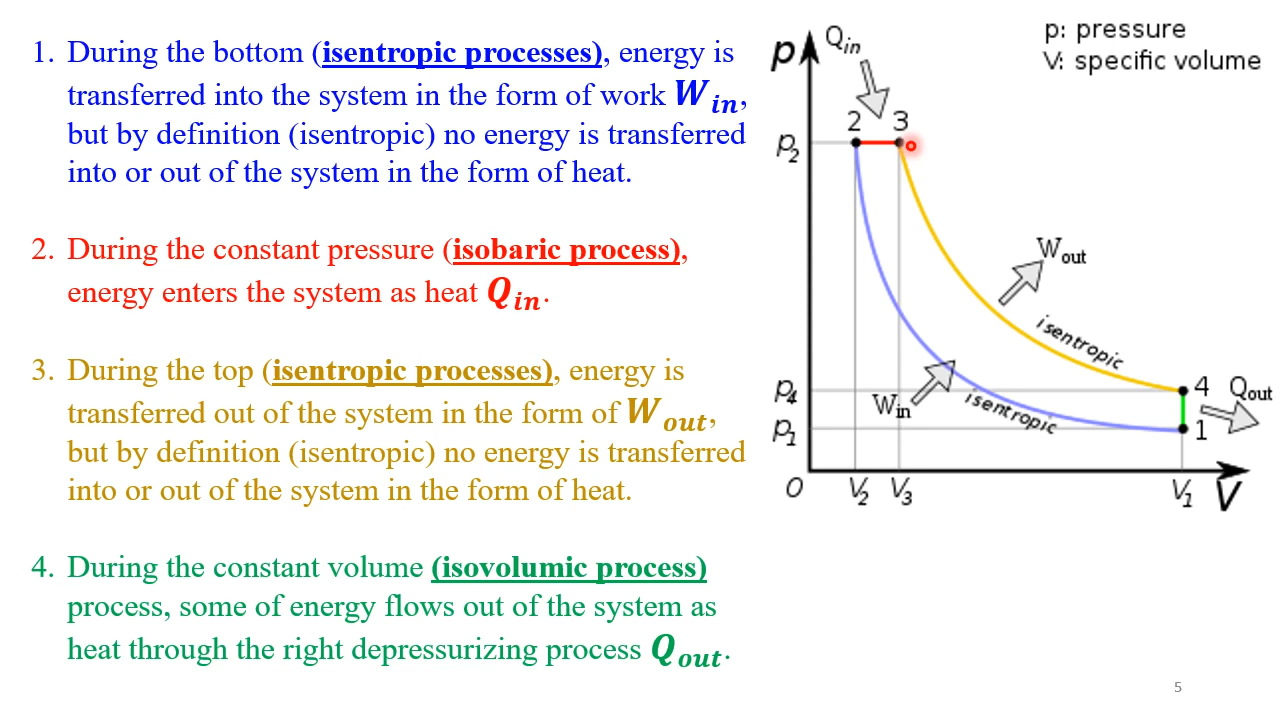 1. During the bottom (isentropic processes), energy is
transferred into the system in the form of work W_in,
but by definition (isentropic) no energy is transferred
into or out of the system in the form of heat.
2. During the constant pressure (isobaric process),
energy enters the system as heat Q_in.
3. During the top (isentropic processes), energy is
transferred out of the system in the form of W_out,
but by definition (isentropic) no energy is transferred
into or out of the system in the form of heat.
4. During the constant volume (isovolumic process)
process, some of energy flows out of the system as
heat through the right depressurizing process Q_out.
p: pressure
V: specific volume
p
Q_in
2 3
p_2
W_out
isentropic
p_4
4 Q_out
W_in
isentropic
p_1
1
0 V_2 V_3 V_1 V
5